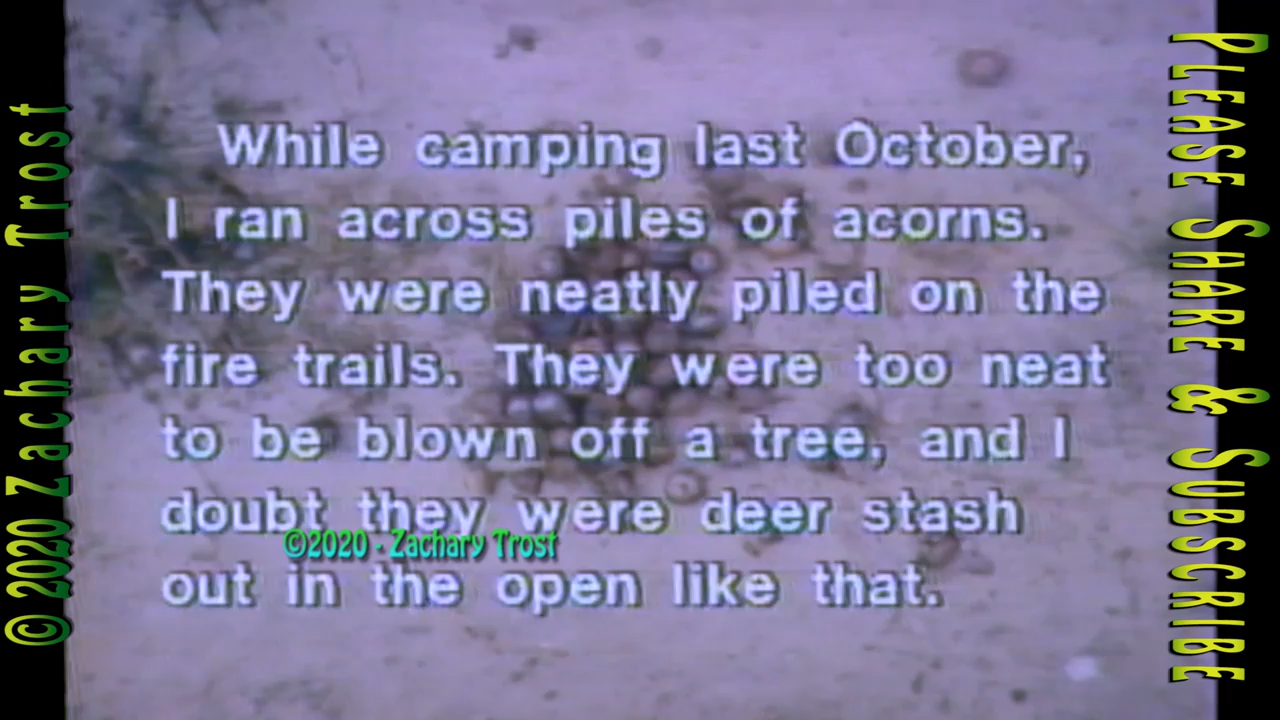 While camping last October,
I ran across piles of acorns.
They were neatly piled on the
fire trails. They were too neat
to be blown off a tree, and I
doubt they were deer stash
out in the open like that.
©2020 - Zachary Trost
© 2020 Zachary Trost
PLEASE SHARE & SUBSCRIBE